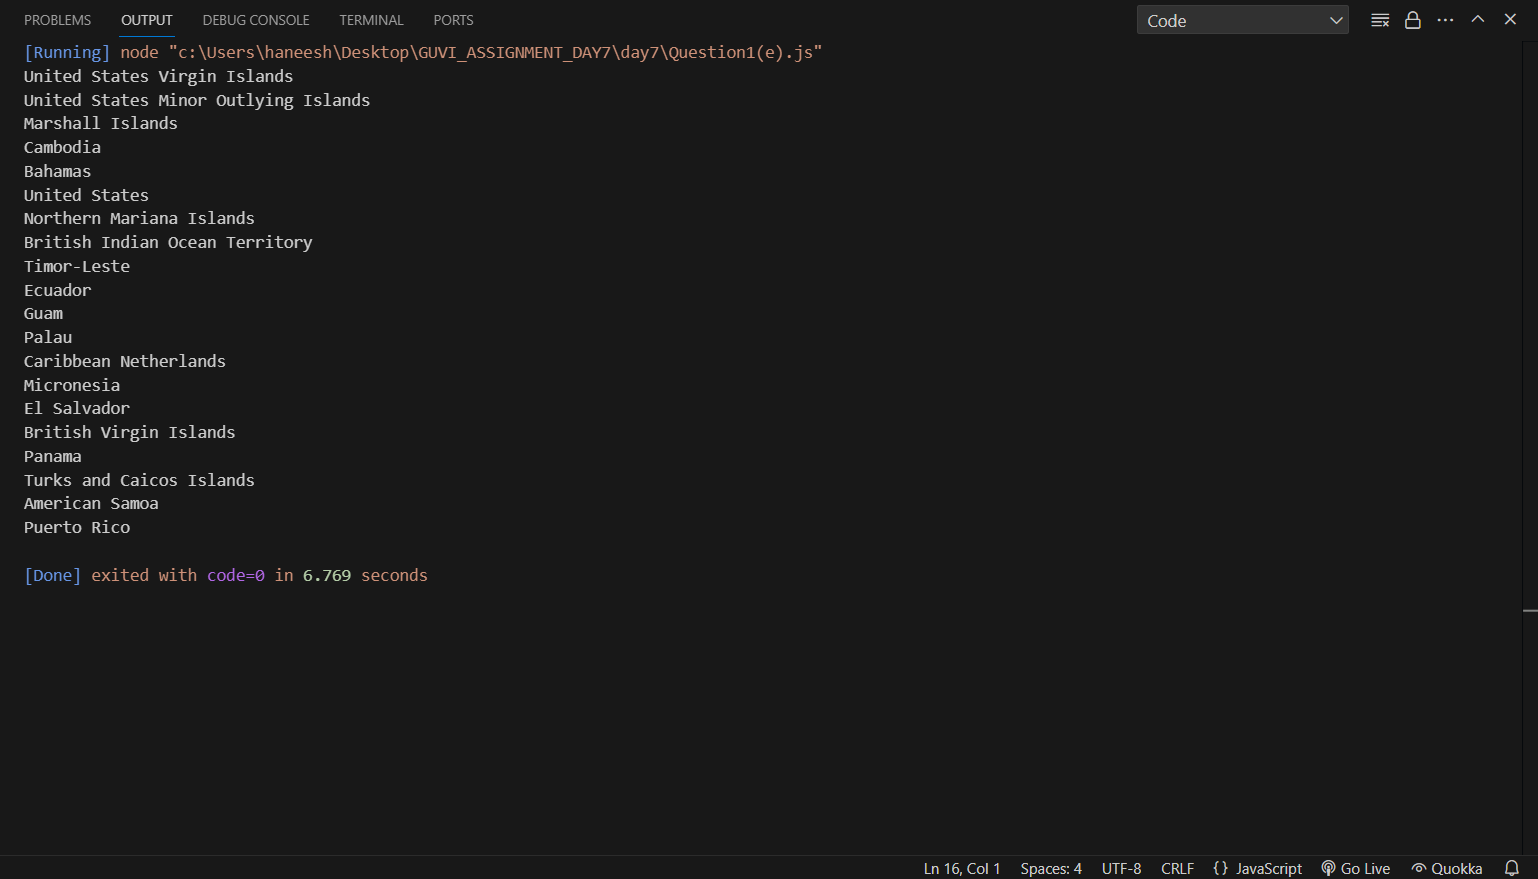 PROBLEMS OUTPUT DEBUG CONSOLE TERMINAL PORTS Code
[Running] node "c:\Users\haneesh\Desktop\GUVI_ASSIGNMENT_DAY7\day7\Question1(e).js"
United States Virgin Islands
United States Minor Outlying Islands
Marshall Islands
Cambodia
Bahamas
United States
Northern Mariana Islands
British Indian Ocean Territory
Timor-Leste
Ecuador
Guam
Palau
Caribbean Netherlands
Micronesia
El Salvador
British Virgin Islands
Panama
Turks and Caicos Islands
American Samoa
Puerto Rico
[Done] exited with code=0 in 6.769 seconds
Ln 16, Col 1 Spaces: 4 UTF-8 CRLF {} JavaScript Go Live Quokka